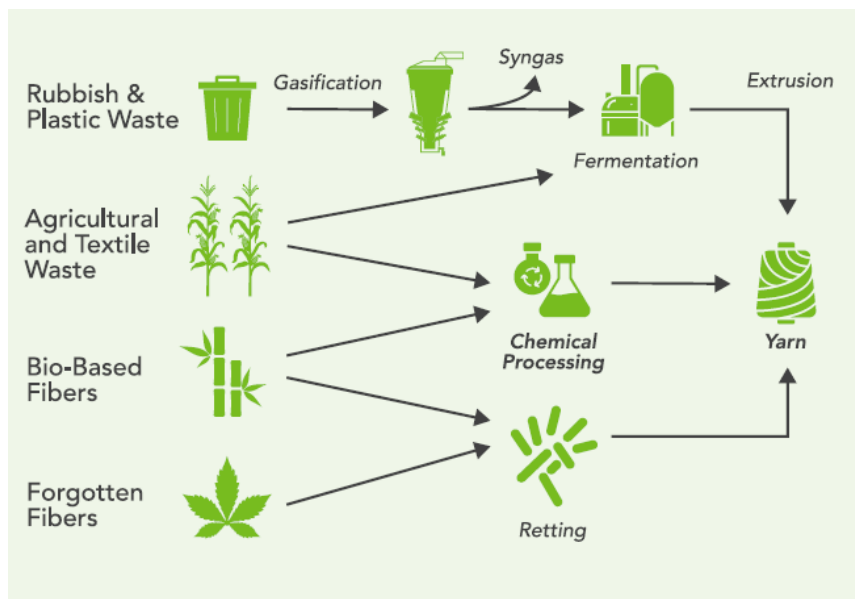 Rubbish &
Plastic Waste
Gasification
Syngas
Fermentation
Extrusion
Agricultural
and Textile
Waste
Chemical
Processing
Yarn
Bio-Based
Fibers
Forgotten
Fibers
Retting